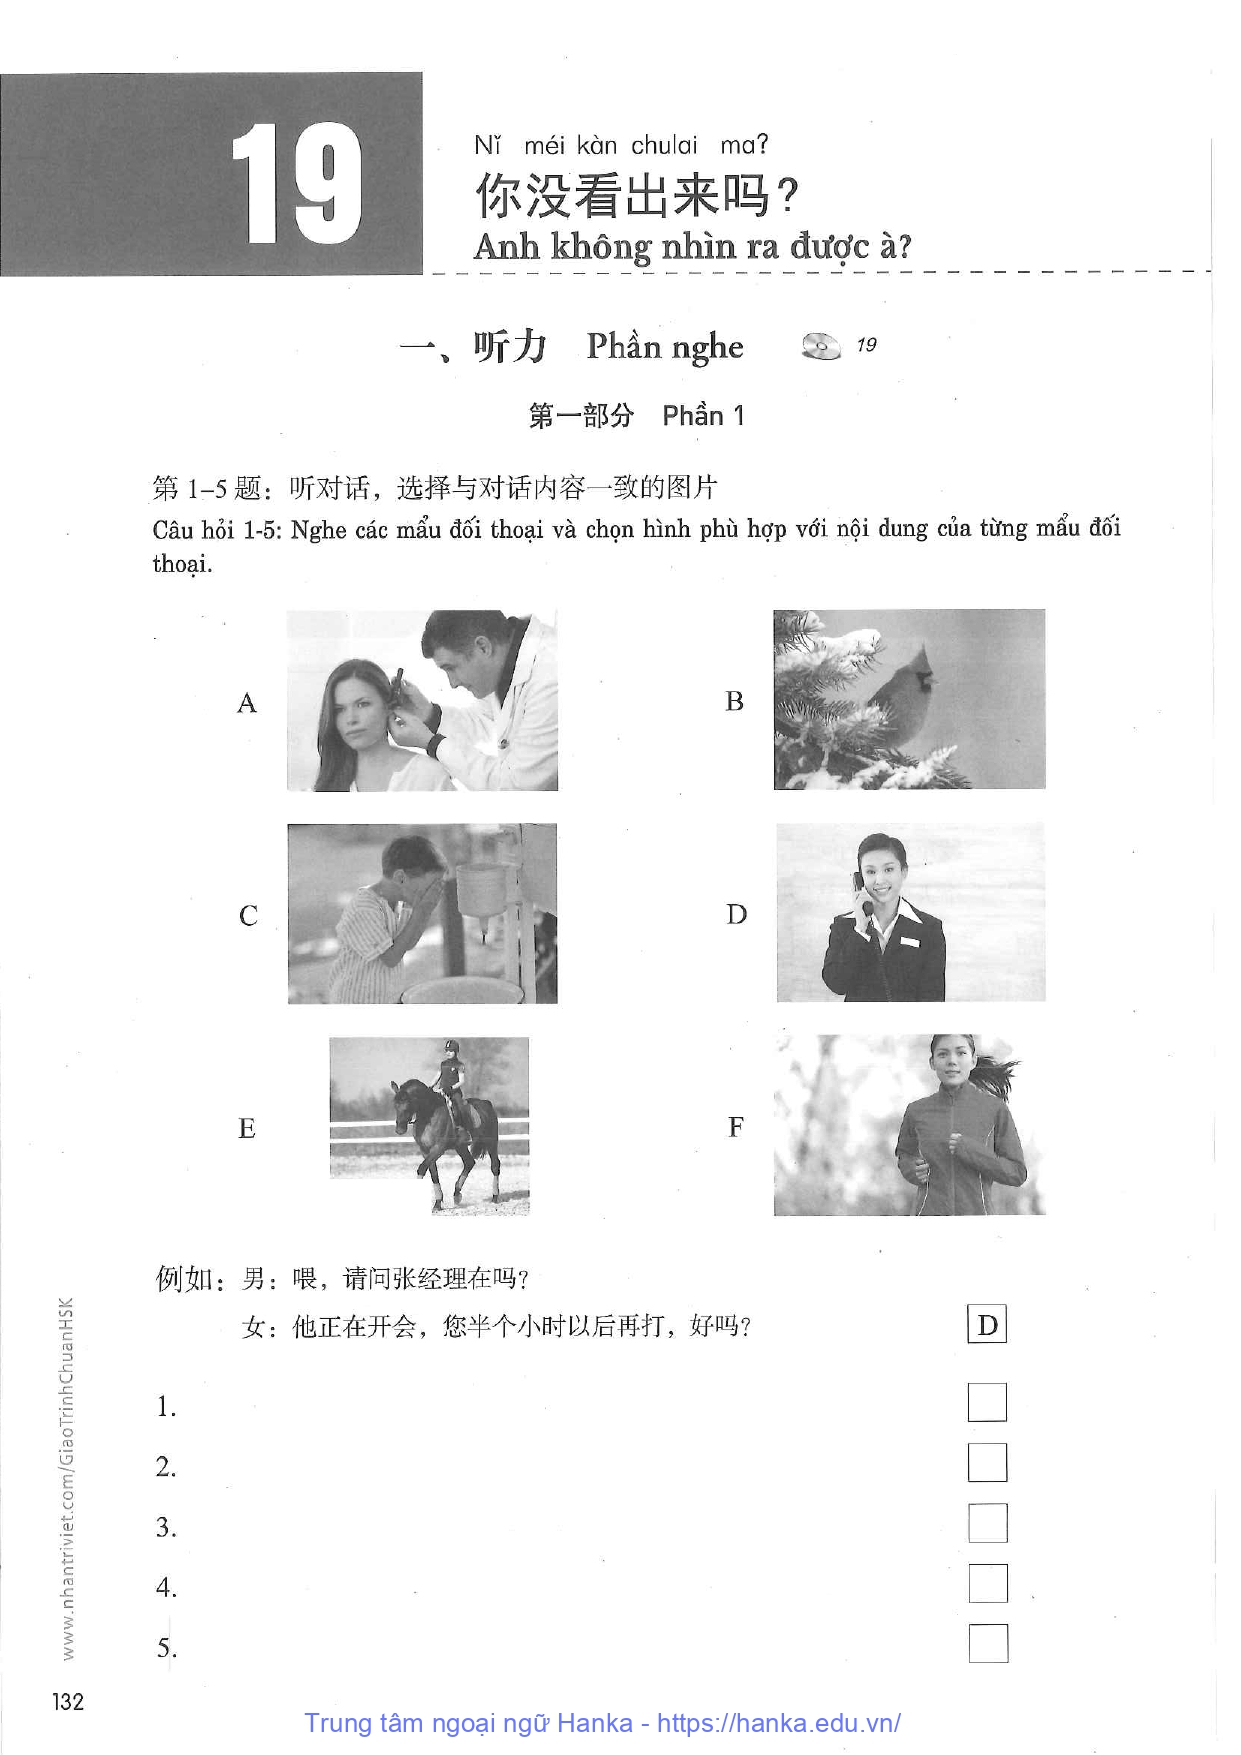 19
Nǐ méi kàn chulai ma?
你没看出来吗？
Anh không nhìn ra được à?
一、听力 Phần nghe 19
第一部分 Phần 1
第 1–5 题：听对话，选择与对话内容一致的图片
Câu hỏi 1-5: Nghe các mẩu đối thoại và chọn hình phù hợp với nội dung của từng mẩu đối
thoại.
A
B
C
D
E
F
例如：男：喂，请问张经理在吗？
女：他正在开会，您半个小时以后再打，好吗？ D
1.
2.
3.
4.
5.
www.nhantriviet.com/GiaoTrinhChuanHSK
132
Trung tâm ngoại ngữ Hanka - https://hanka.edu.vn/